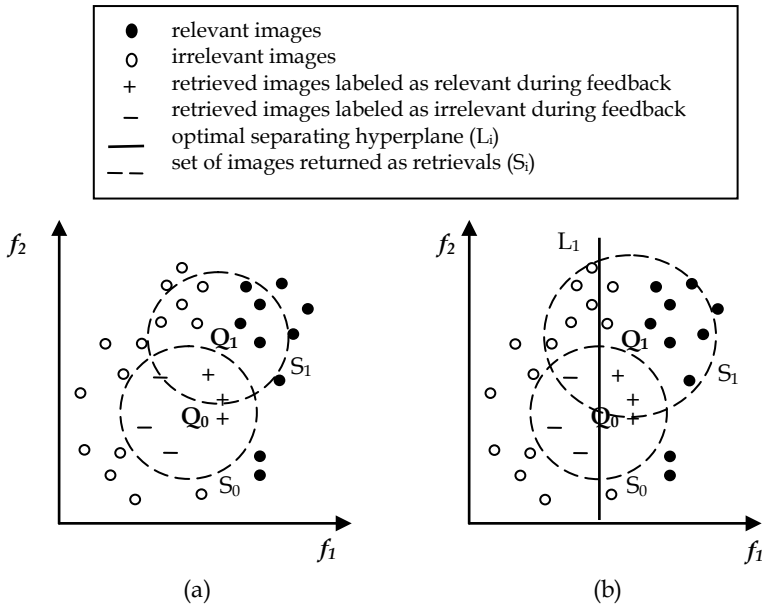 relevant images
irrelevant images
+ retrieved images labeled as relevant during feedback
− retrieved images labeled as irrelevant during feedback
optimal separating hyperplane (Li)
set of images returned as retrievals (Si)
f2
Q1
S1
Q0
S0
f1
(a)
f2
L1
Q1
S1
Q0
S0
f1
(b)